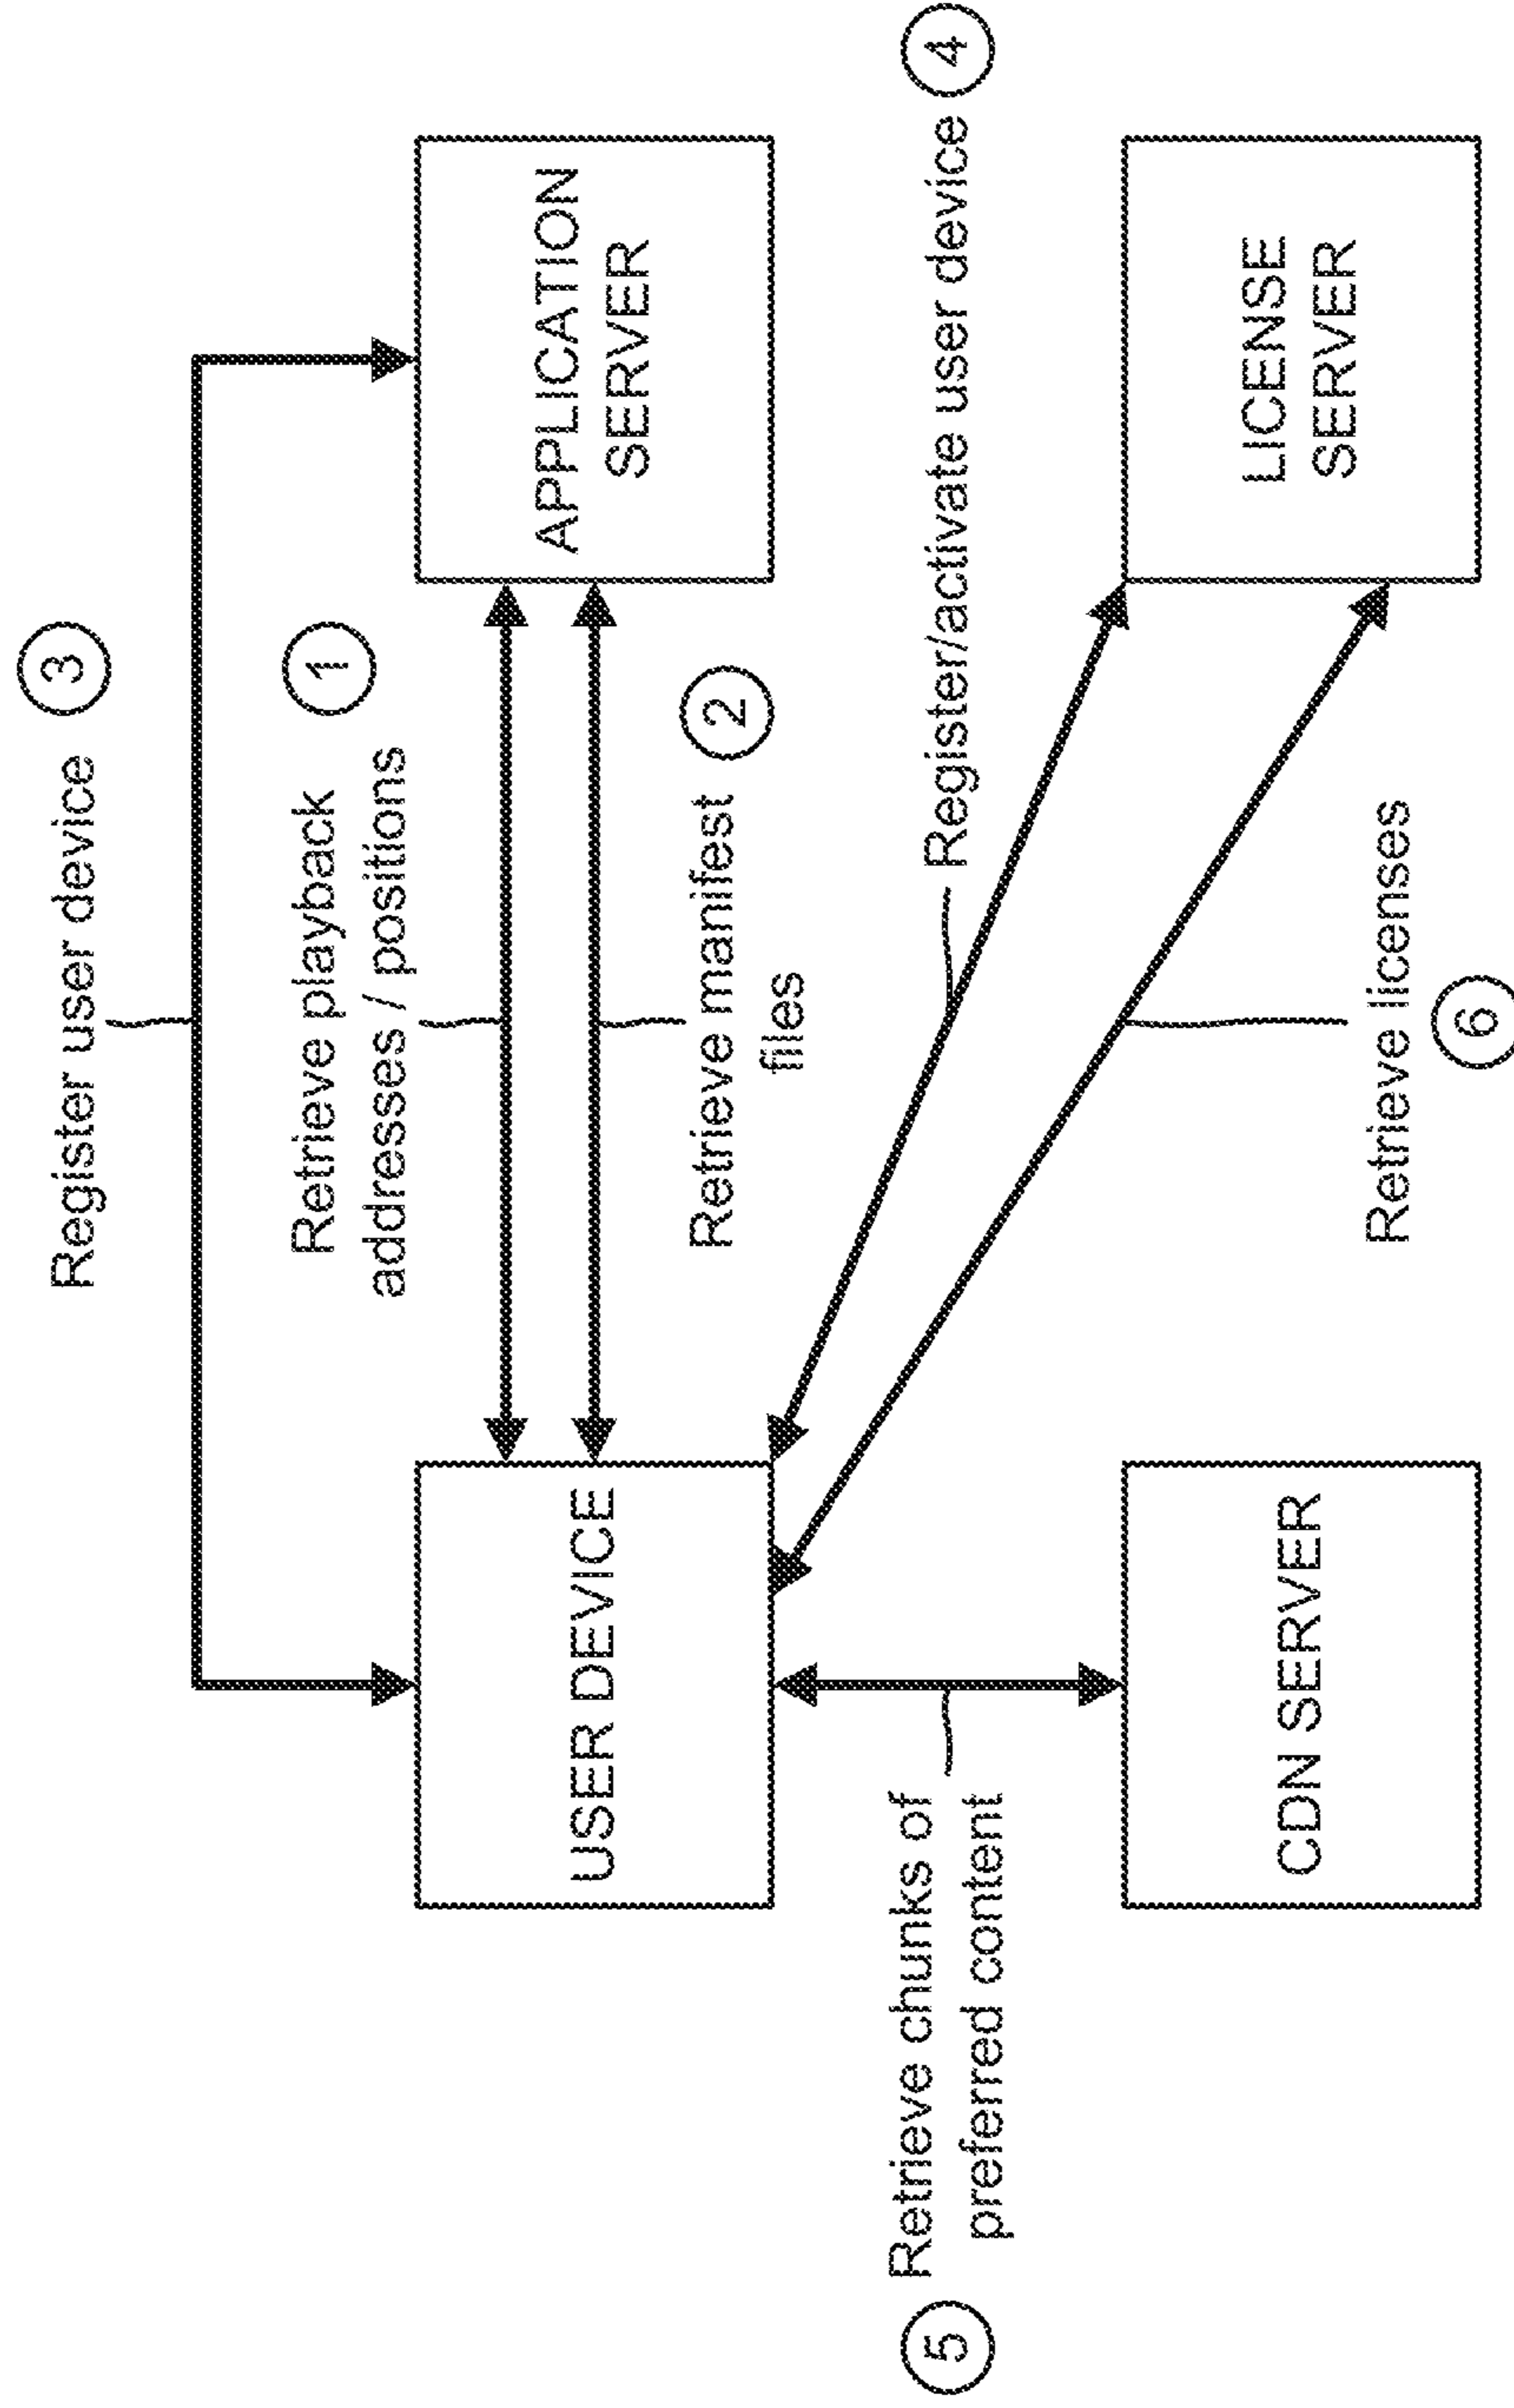 Register user device
3
Retrieve playback
addresses / positions
1
USER DEVICE
APPLICATION
SERVER
Retrieve manifest
files
2
5
Retrieve chunks of
preferred content
Register/activate user device
4
CDN SERVER
LICENSE
SERVER
Retrieve licenses
6